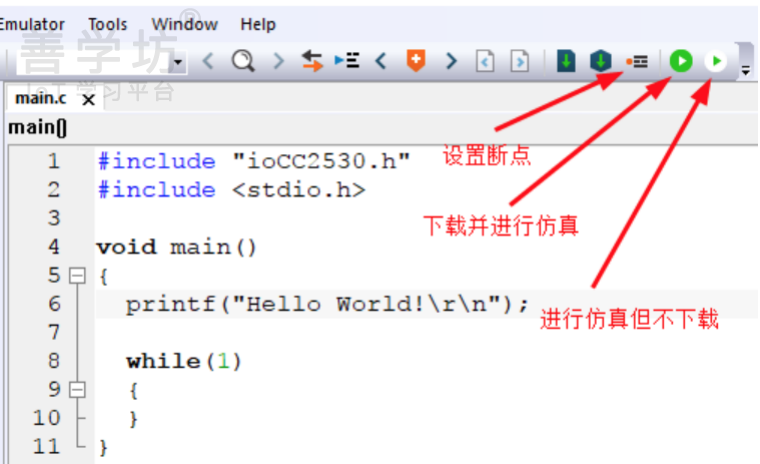 Emulator Tools Window Help
善学坊®
IoT 学习平台
main.c
main()
1 #include "ioCC2530.h"
2 #include <stdio.h>
3
4 void main()
5 {
6 printf("Hello World!\r\n");
7
8 while(1)
9 {
10 }
11 }
设置断点
下载并进行仿真
进行仿真但不下载